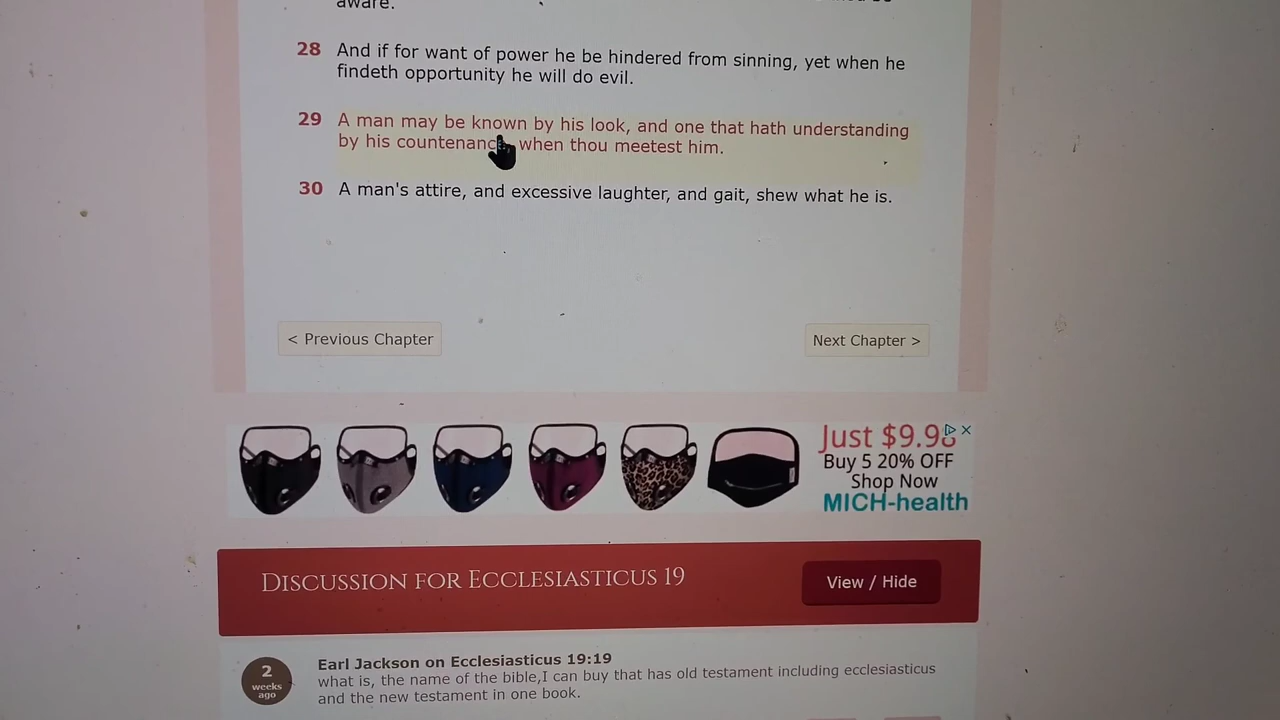 aware.
28 And if for want of power he be hindered from sinning, yet when he
findeth opportunity he will do evil.
29 A man may be known by his look, and one that hath understanding
by his countenance, when thou meetest him.
30 A man's attire, and excessive laughter, and gait, shew what he is.
< Previous Chapter
Next Chapter >
Just $9.98
Buy 5 20% OFF
Shop Now
MICH-health
Discussion for Ecclesiasticus 19
View / Hide
2
weeks
ago
Earl Jackson on Ecclesiasticus 19:19
what is, the name of the bible,I can buy that has old testament including ecclesiasticus
and the new testament in one book.